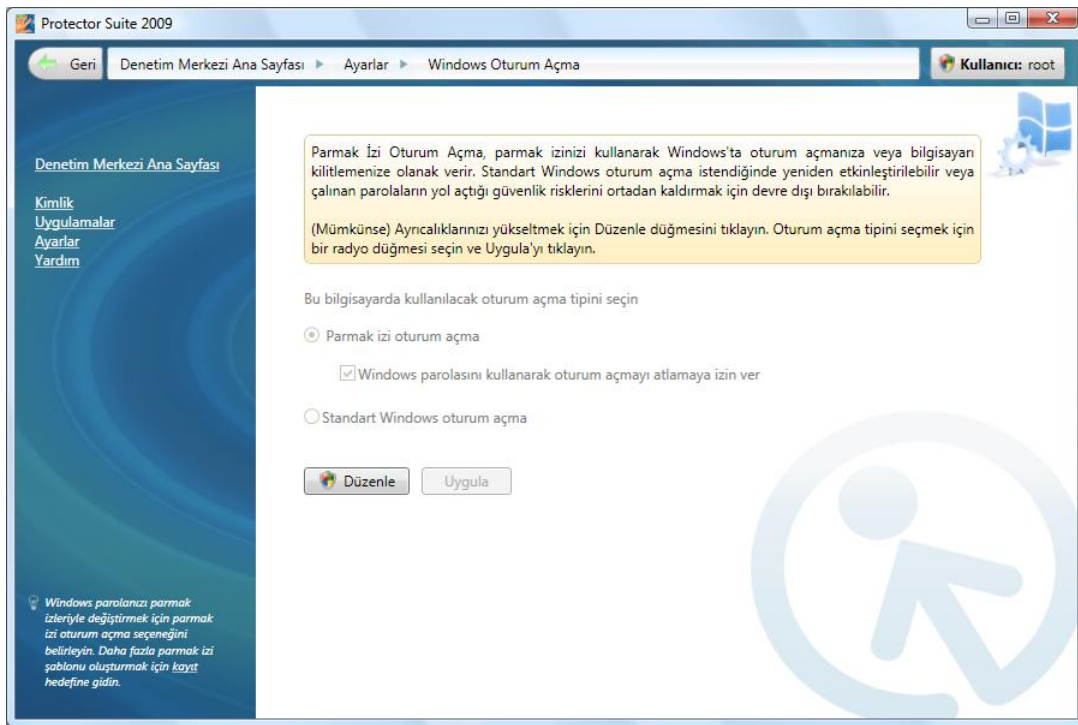 Protector Suite 2009
Geri
Denetim Merkezi Ana Sayfası
Ayarlar
Windows Oturum Açma
Kullanıcı: root
Denetim Merkezi Ana Sayfası
Kimlik
Uygulamalar
Ayarlar
Yardım
Parmak İzi Oturum Açma, parmak izinizi kullanarak Windows'ta oturum açmanıza veya bilgisayarı
kilitlemenize olanak verir. Standart Windows oturum açma istendiğinde yeniden etkinleştirilebilir veya
çalınan parolaların yol açtığı güvenlik risklerini ortadan kaldırmak için devre dışı bırakılabilir.
(Mümkünse) Ayrıcalıklarınızı yükseltmek için Düzenle düğmesini tıklayın. Oturum açma tipini seçmek için
bir radyo düğmesi seçin ve Uygula'yı tıklayın.
Bu bilgisayarda kullanılacak oturum açma tipini seçin
Parmak izi oturum açma
Windows parolasını kullanarak oturum açmayı atlamaya izin ver
Standart Windows oturum açma
Düzenle
Uygula
Windows parolanızı parmak
izleriyle değiştirmek için parmak
izi oturum açma seçeneğini
belirleyin. Daha fazla parmak izi
şablonu oluşturmak için kayıt
hedefine gidin.